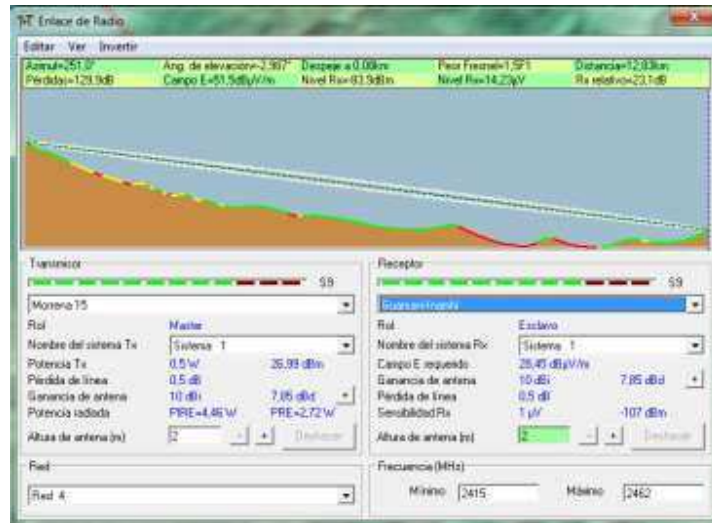 Enlace de Radio
Editar Ver Invertir
Azimut=251,0° Ang. de elevación=-2,987° Despeje a 0,08km Peor Fresnel=1,5F1 Distancia=12,83km
Pérdidas=129,9dB Campo E=51,5dBµV/m Nivel Rx=-83,9dBm Nivel Rx=14,23µV Rx relativo=23,1dB
Transmisor
S9
Morrena 15
Rol Master
Nombre del sistema Tx Sistema 1
Potencia Tx 0,5 W 26,99 dBm
Pérdida de línea 0,5 dB
Ganancia de antena 10 dBi 7,85 dBd +
Potencia radiada PIRE=4,46 W PRE=2,72 W
Altura de antena (m) 2 - + Deshacer
Red
Red 4
Receptor
S9
Rol Esclavo
Nombre del sistema Rx Sistema 1
Campo E requerido 28,45 dBµV/m
Ganancia de antena 10 dBi 7,85 dBd +
Pérdida de línea 0,5 dB
Sensibilidad Rx 1 µV -107 dBm
Altura de antena (m) 2 - + Deshacer
Frecuencia (MHz)
Mínimo 2415 Máximo 2462